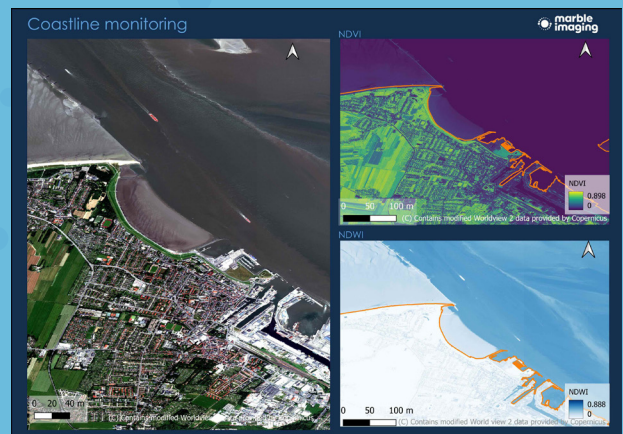 Coastline monitoring
marble
imaging
NDVI
NDVI
0.898
0
0 50 100 m
(C) Contains modified Worldview 2 data provided by Copernicus
NDWI
NDWI
0.888
0
0 50 100 m
(C) Contains modified World view 2 data provided by Copernicus
0 20 40 m
(C) Contains modified Worldview 2 data provided by Copernicus